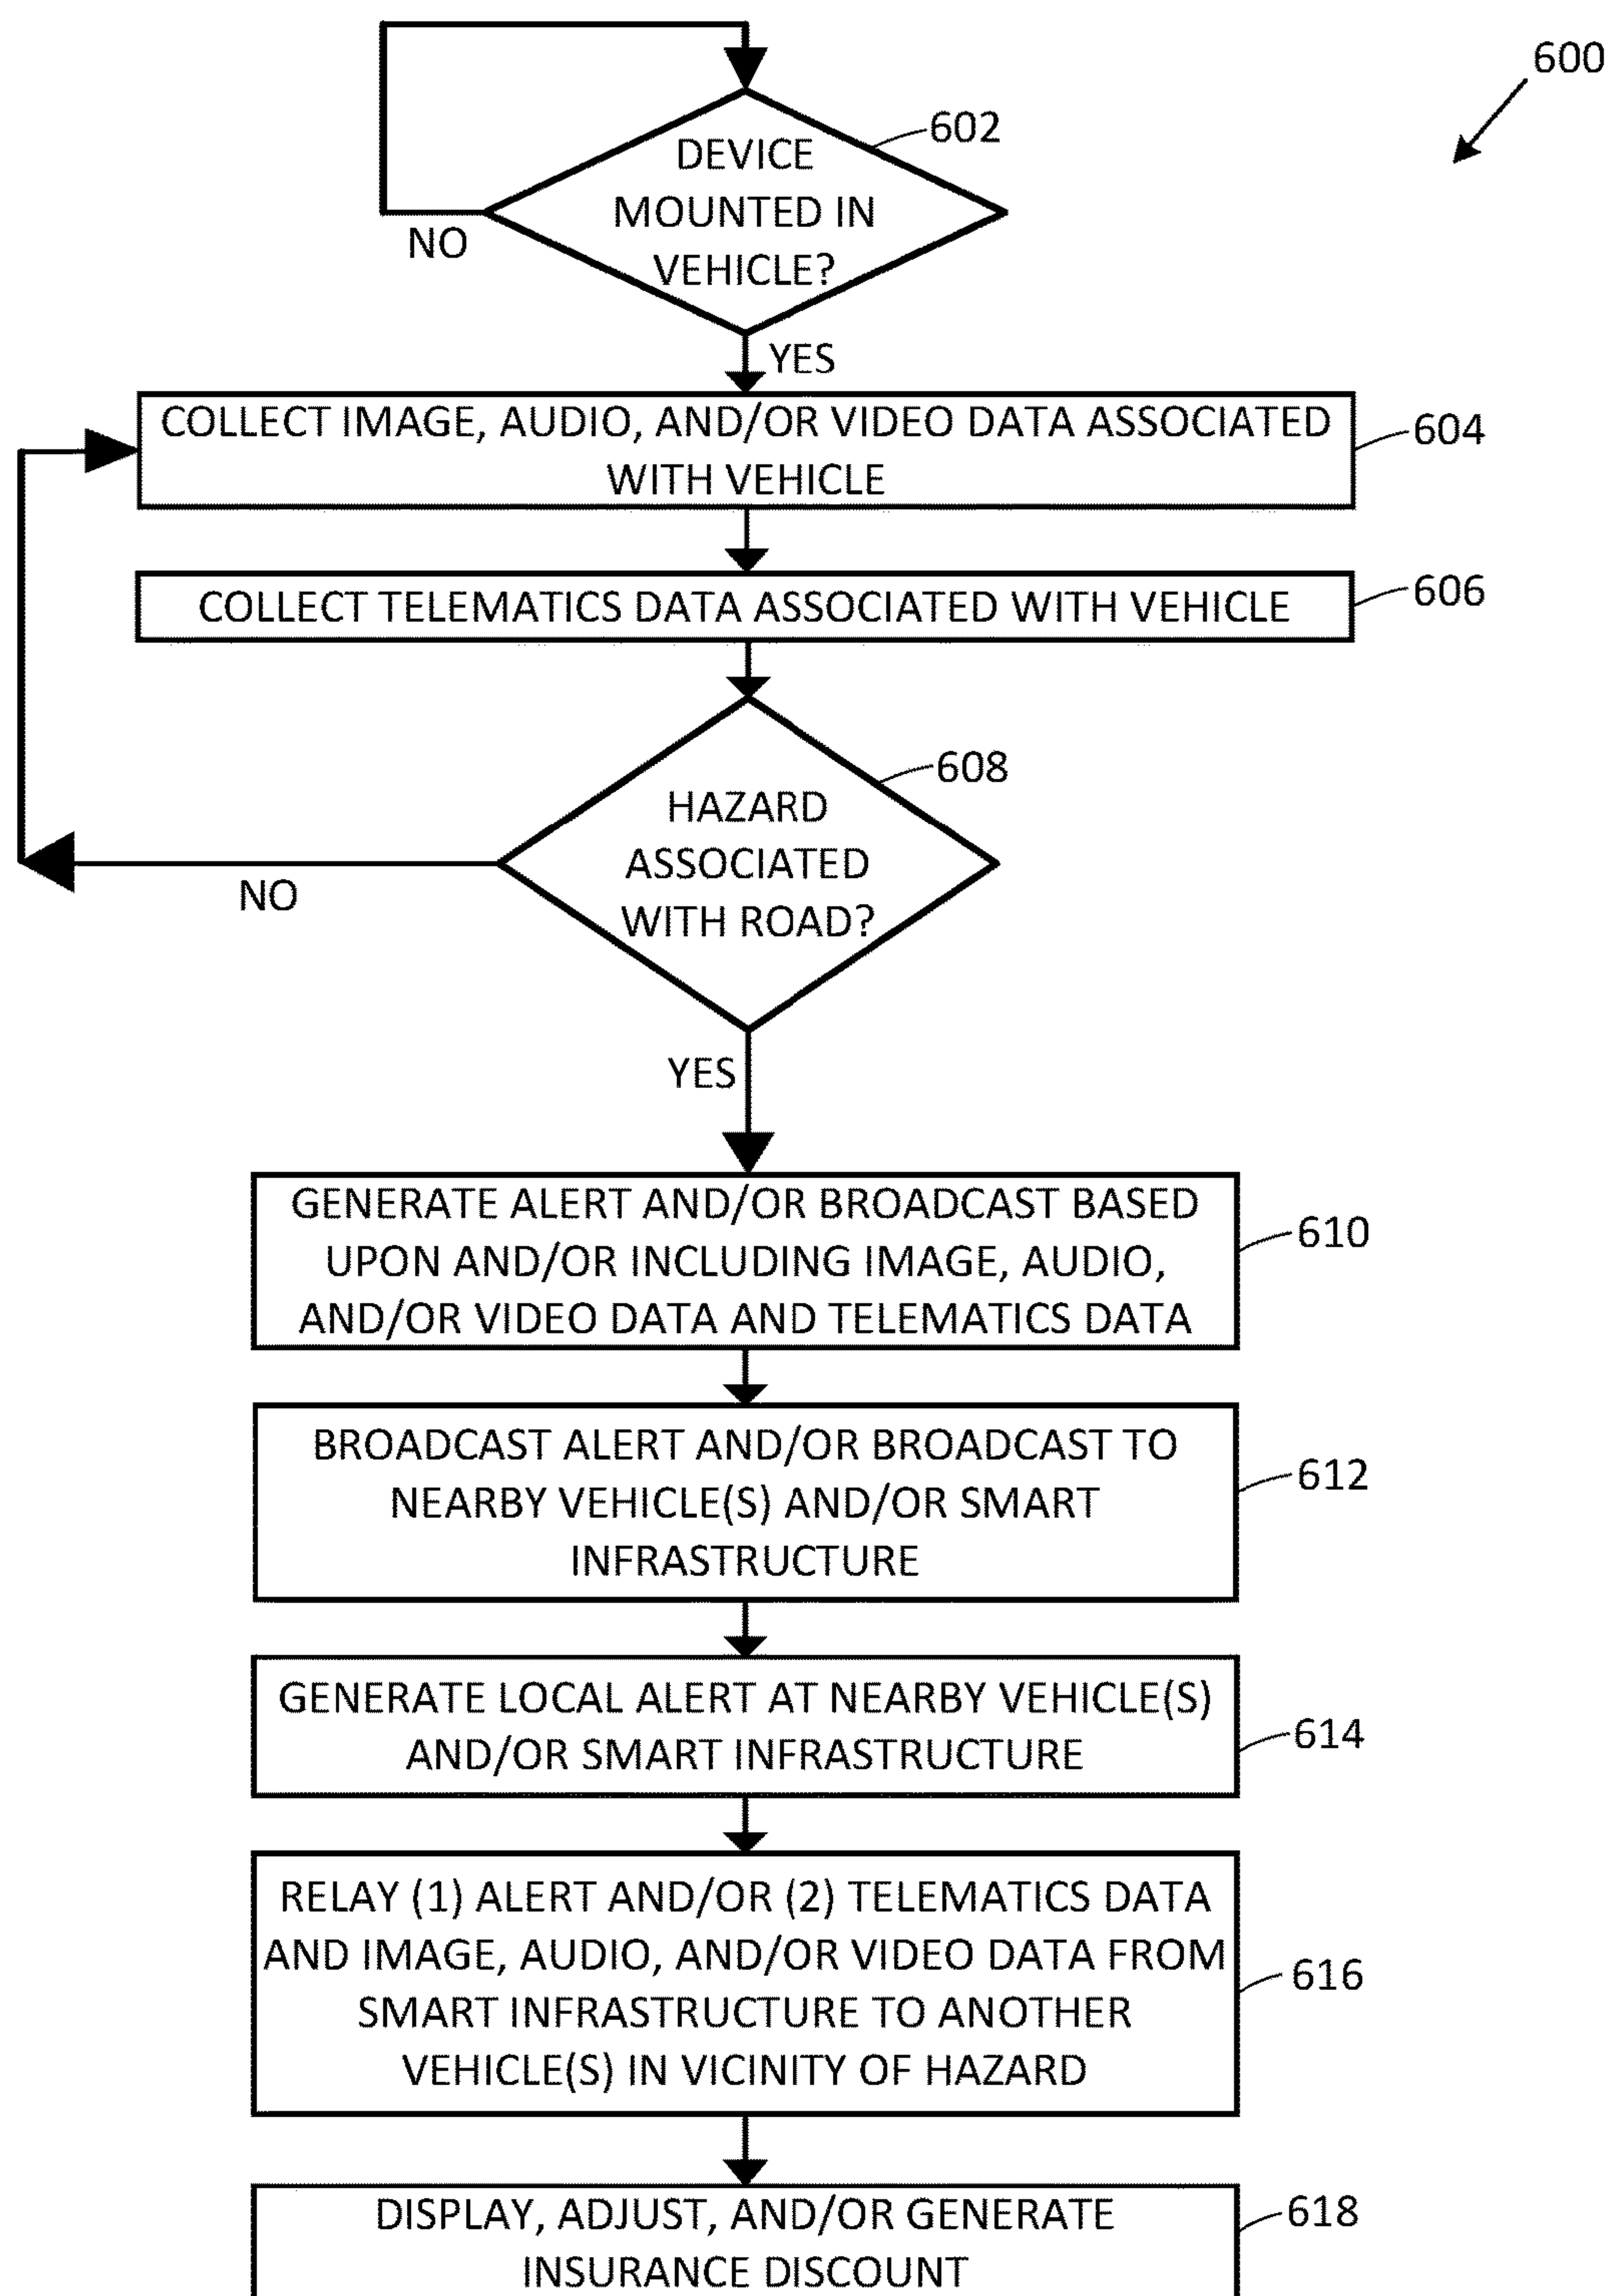 600
602
DEVICE
MOUNTED IN
VEHICLE?
NO
YES
COLLECT IMAGE, AUDIO, AND/OR VIDEO DATA ASSOCIATED
WITH VEHICLE
604
COLLECT TELEMATICS DATA ASSOCIATED WITH VEHICLE
606
608
HAZARD
ASSOCIATED
WITH ROAD?
NO
YES
GENERATE ALERT AND/OR BROADCAST BASED
UPON AND/OR INCLUDING IMAGE, AUDIO,
AND/OR VIDEO DATA AND TELEMATICS DATA
610
BROADCAST ALERT AND/OR BROADCAST TO
NEARBY VEHICLE(S) AND/OR SMART
INFRASTRUCTURE
612
GENERATE LOCAL ALERT AT NEARBY VEHICLE(S)
AND/OR SMART INFRASTRUCTURE
614
RELAY (1) ALERT AND/OR (2) TELEMATICS DATA
AND IMAGE, AUDIO, AND/OR VIDEO DATA FROM
SMART INFRASTRUCTURE TO ANOTHER
VEHICLE(S) IN VICINITY OF HAZARD
616
DISPLAY, ADJUST, AND/OR GENERATE
INSURANCE DISCOUNT
618